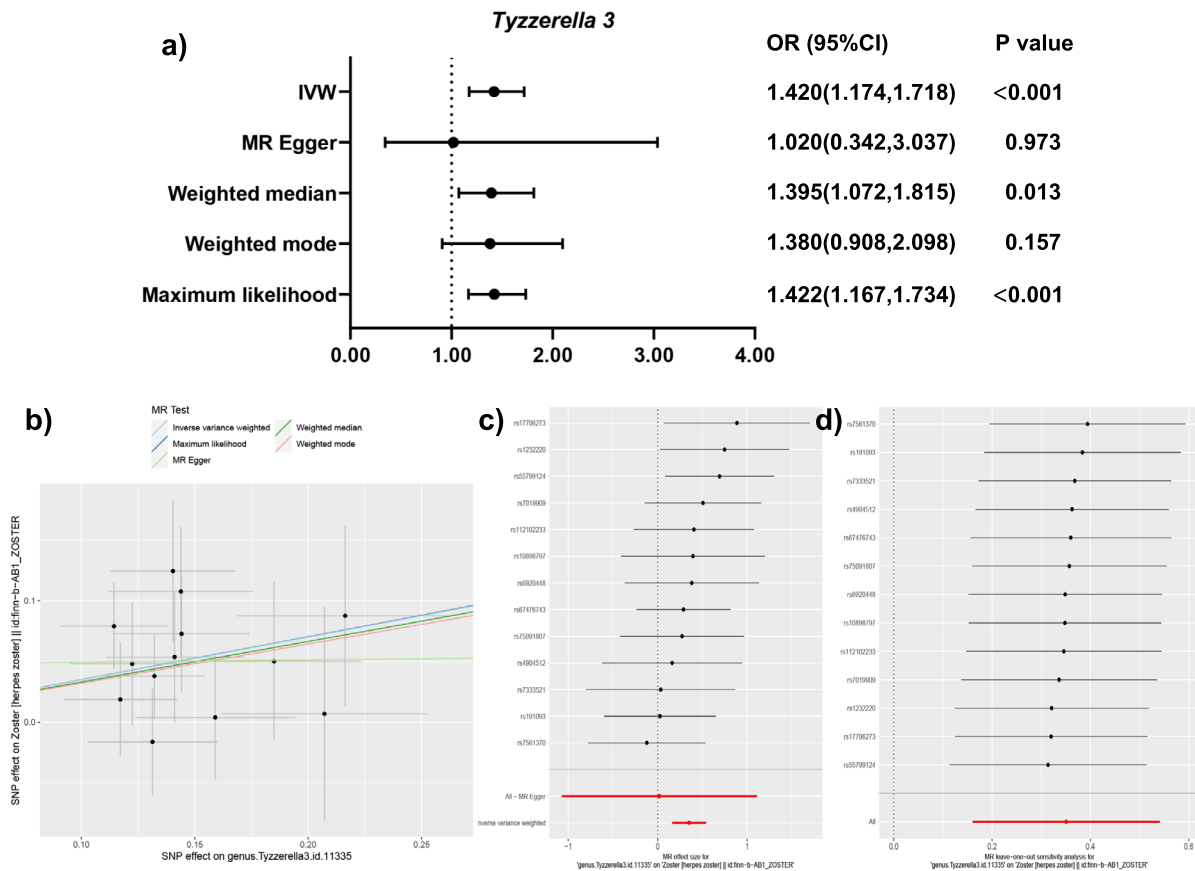 Tyzzerella 3
a)
OR (95%CI) P value
IVW 1.420(1.174,1.718) <0.001
MR Egger 1.020(0.342,3.037) 0.973
Weighted median 1.395(1.072,1.815) 0.013
Weighted mode 1.380(0.908,2.098) 0.157
Maximum likelihood 1.422(1.167,1.734) <0.001
0.00 1.00 2.00 3.00 4.00
b)
MR Test
Inverse variance weighted Weighted median
Maximum likelihood Weighted mode
MR Egger
SNP effect on Zoster [herpes zoster] || id:finn-b-AB1_ZOSTER
0.1
0.0
0.10 0.15 0.20 0.25
SNP effect on genus.Tyzzerella3.id.11335
c)
rs17706273
rs1232220
rs55799124
rs7019909
rs112102233
rs10898797
rs6920448
rs67476743
rs75091807
rs4904512
rs7333521
rs191093
rs7561370
All – MR Egger
nverse variance weighted
−1 0 1
MR effect size for
'genus.Tyzzerella3.id.11335' on 'Zoster [herpes zoster] || id:finn-b-AB1_ZOSTER'
d)
rs7561370
rs191093
rs7333521
rs4904512
rs67476743
rs75091807
rs6920448
rs10898797
rs112102233
rs7019909
rs1232220
rs17706273
rs55799124
All
0.0 0.2 0.4 0.6
MR leave−one−out sensitivity analysis for
'genus.Tyzzerella3.id.11335' on 'Zoster [herpes zoster] || id:finn-b-AB1_ZOSTER'